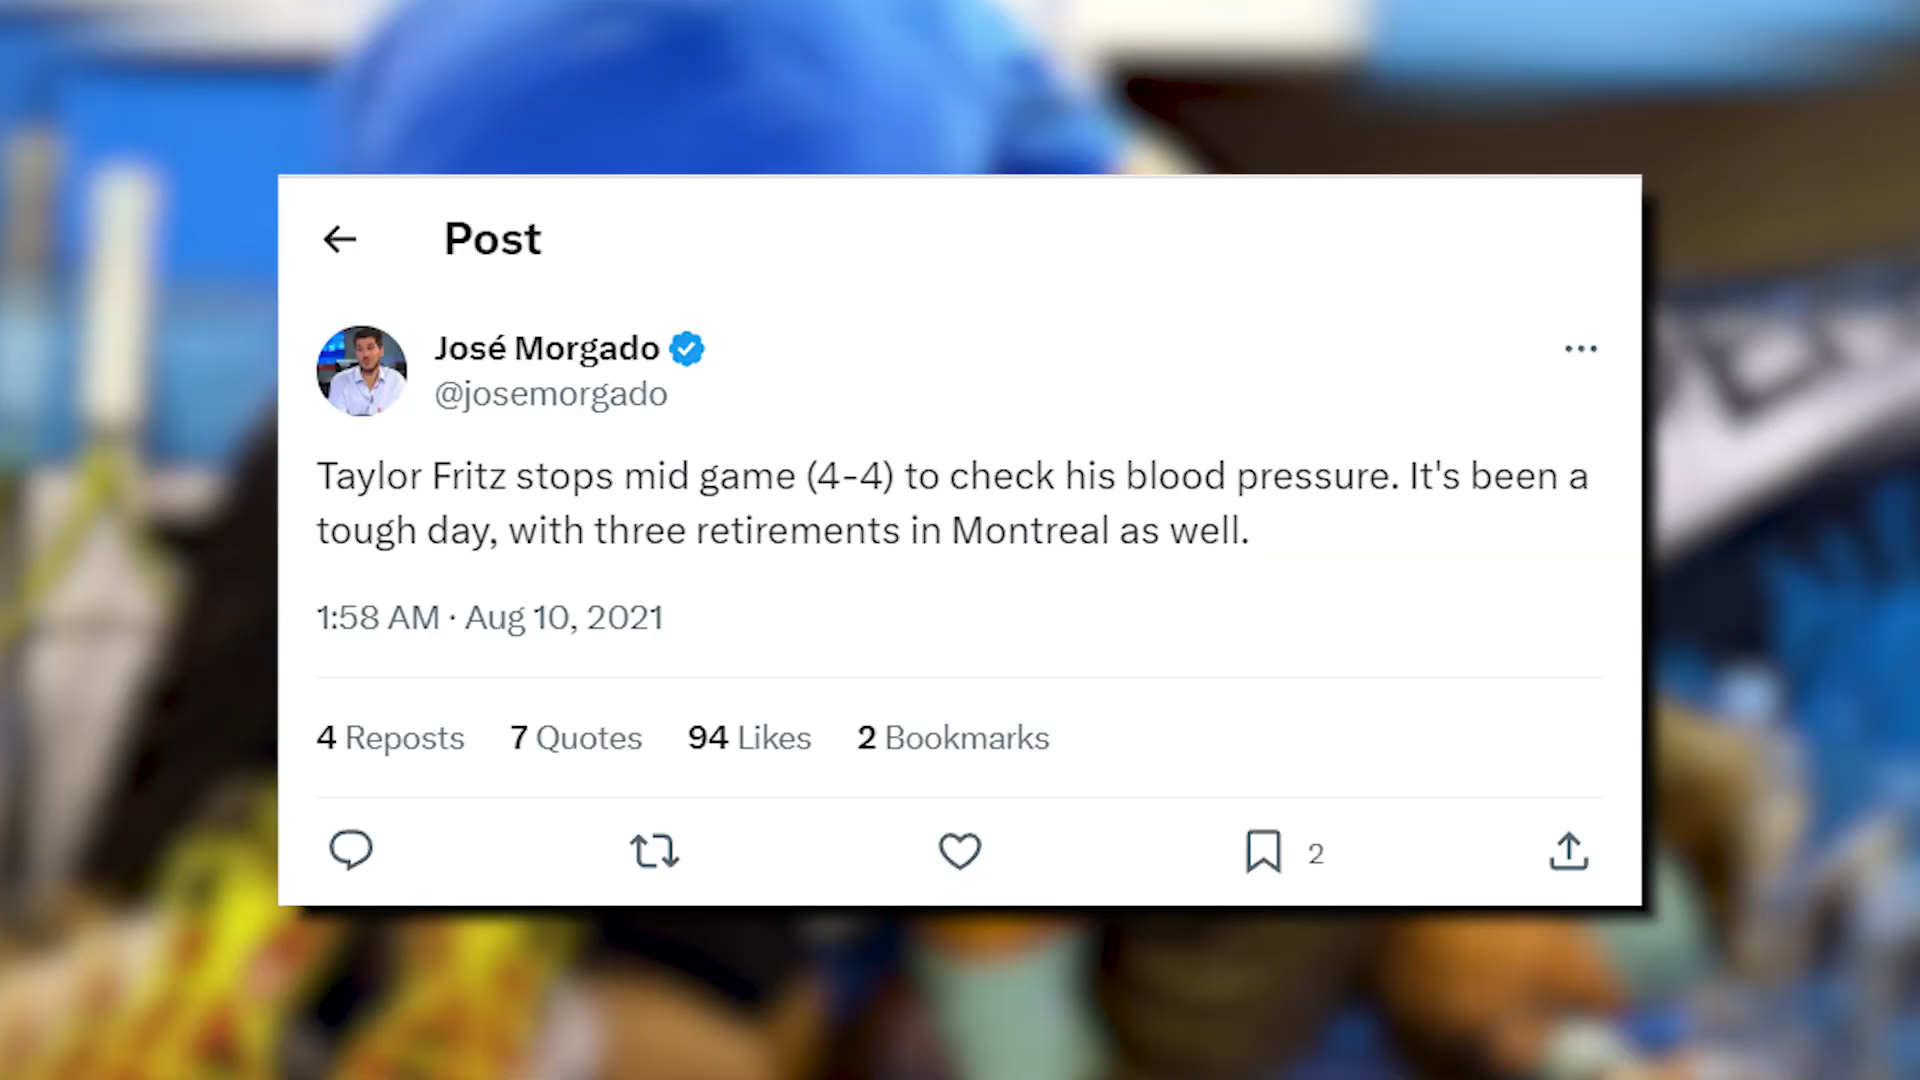 Post
José Morgado
@josemorgado
Taylor Fritz stops mid game (4-4) to check his blood pressure. It's been a
tough day, with three retirements in Montreal as well.
1:58 AM · Aug 10, 2021
4 Reposts 7 Quotes 94 Likes 2 Bookmarks
2